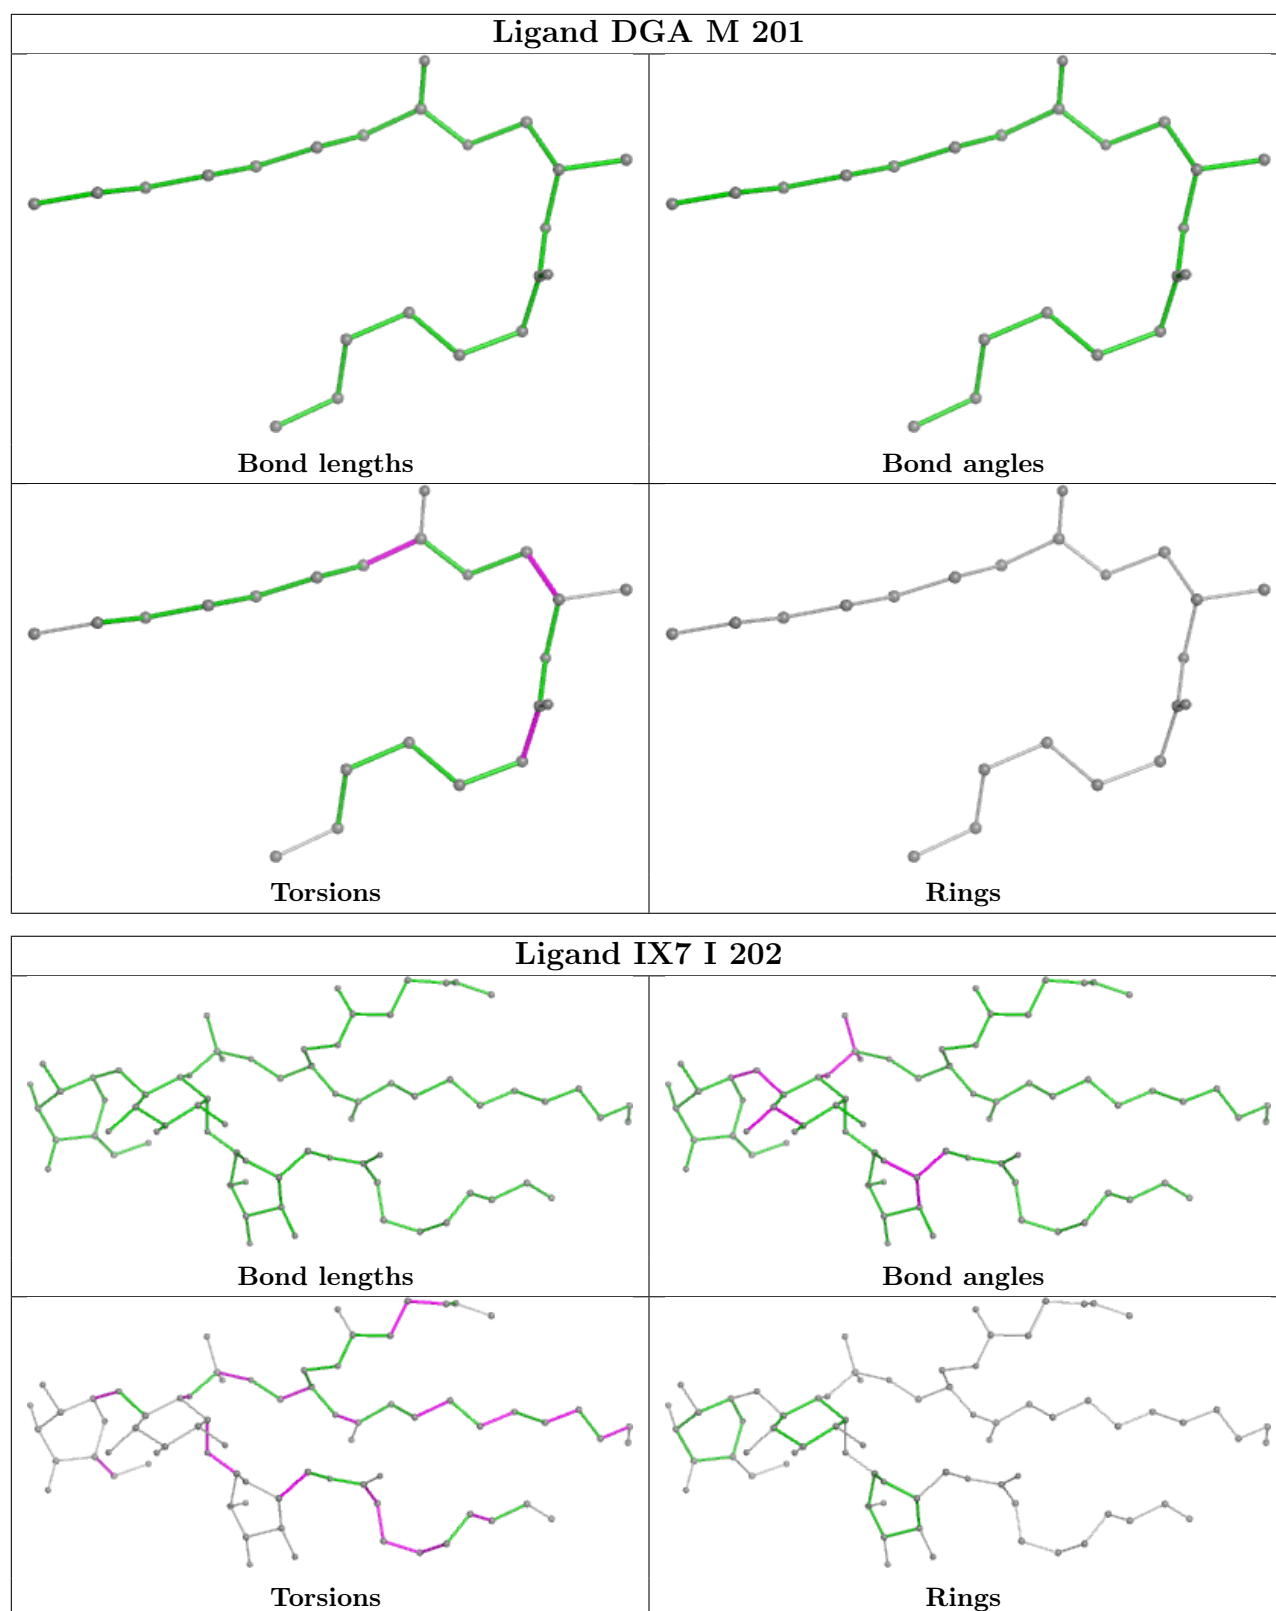 Ligand DGA M 201
Bond lengths
Bond angles
Torsions
Rings
Ligand IX7 I 202
Bond lengths
Bond angles
Torsions
Rings